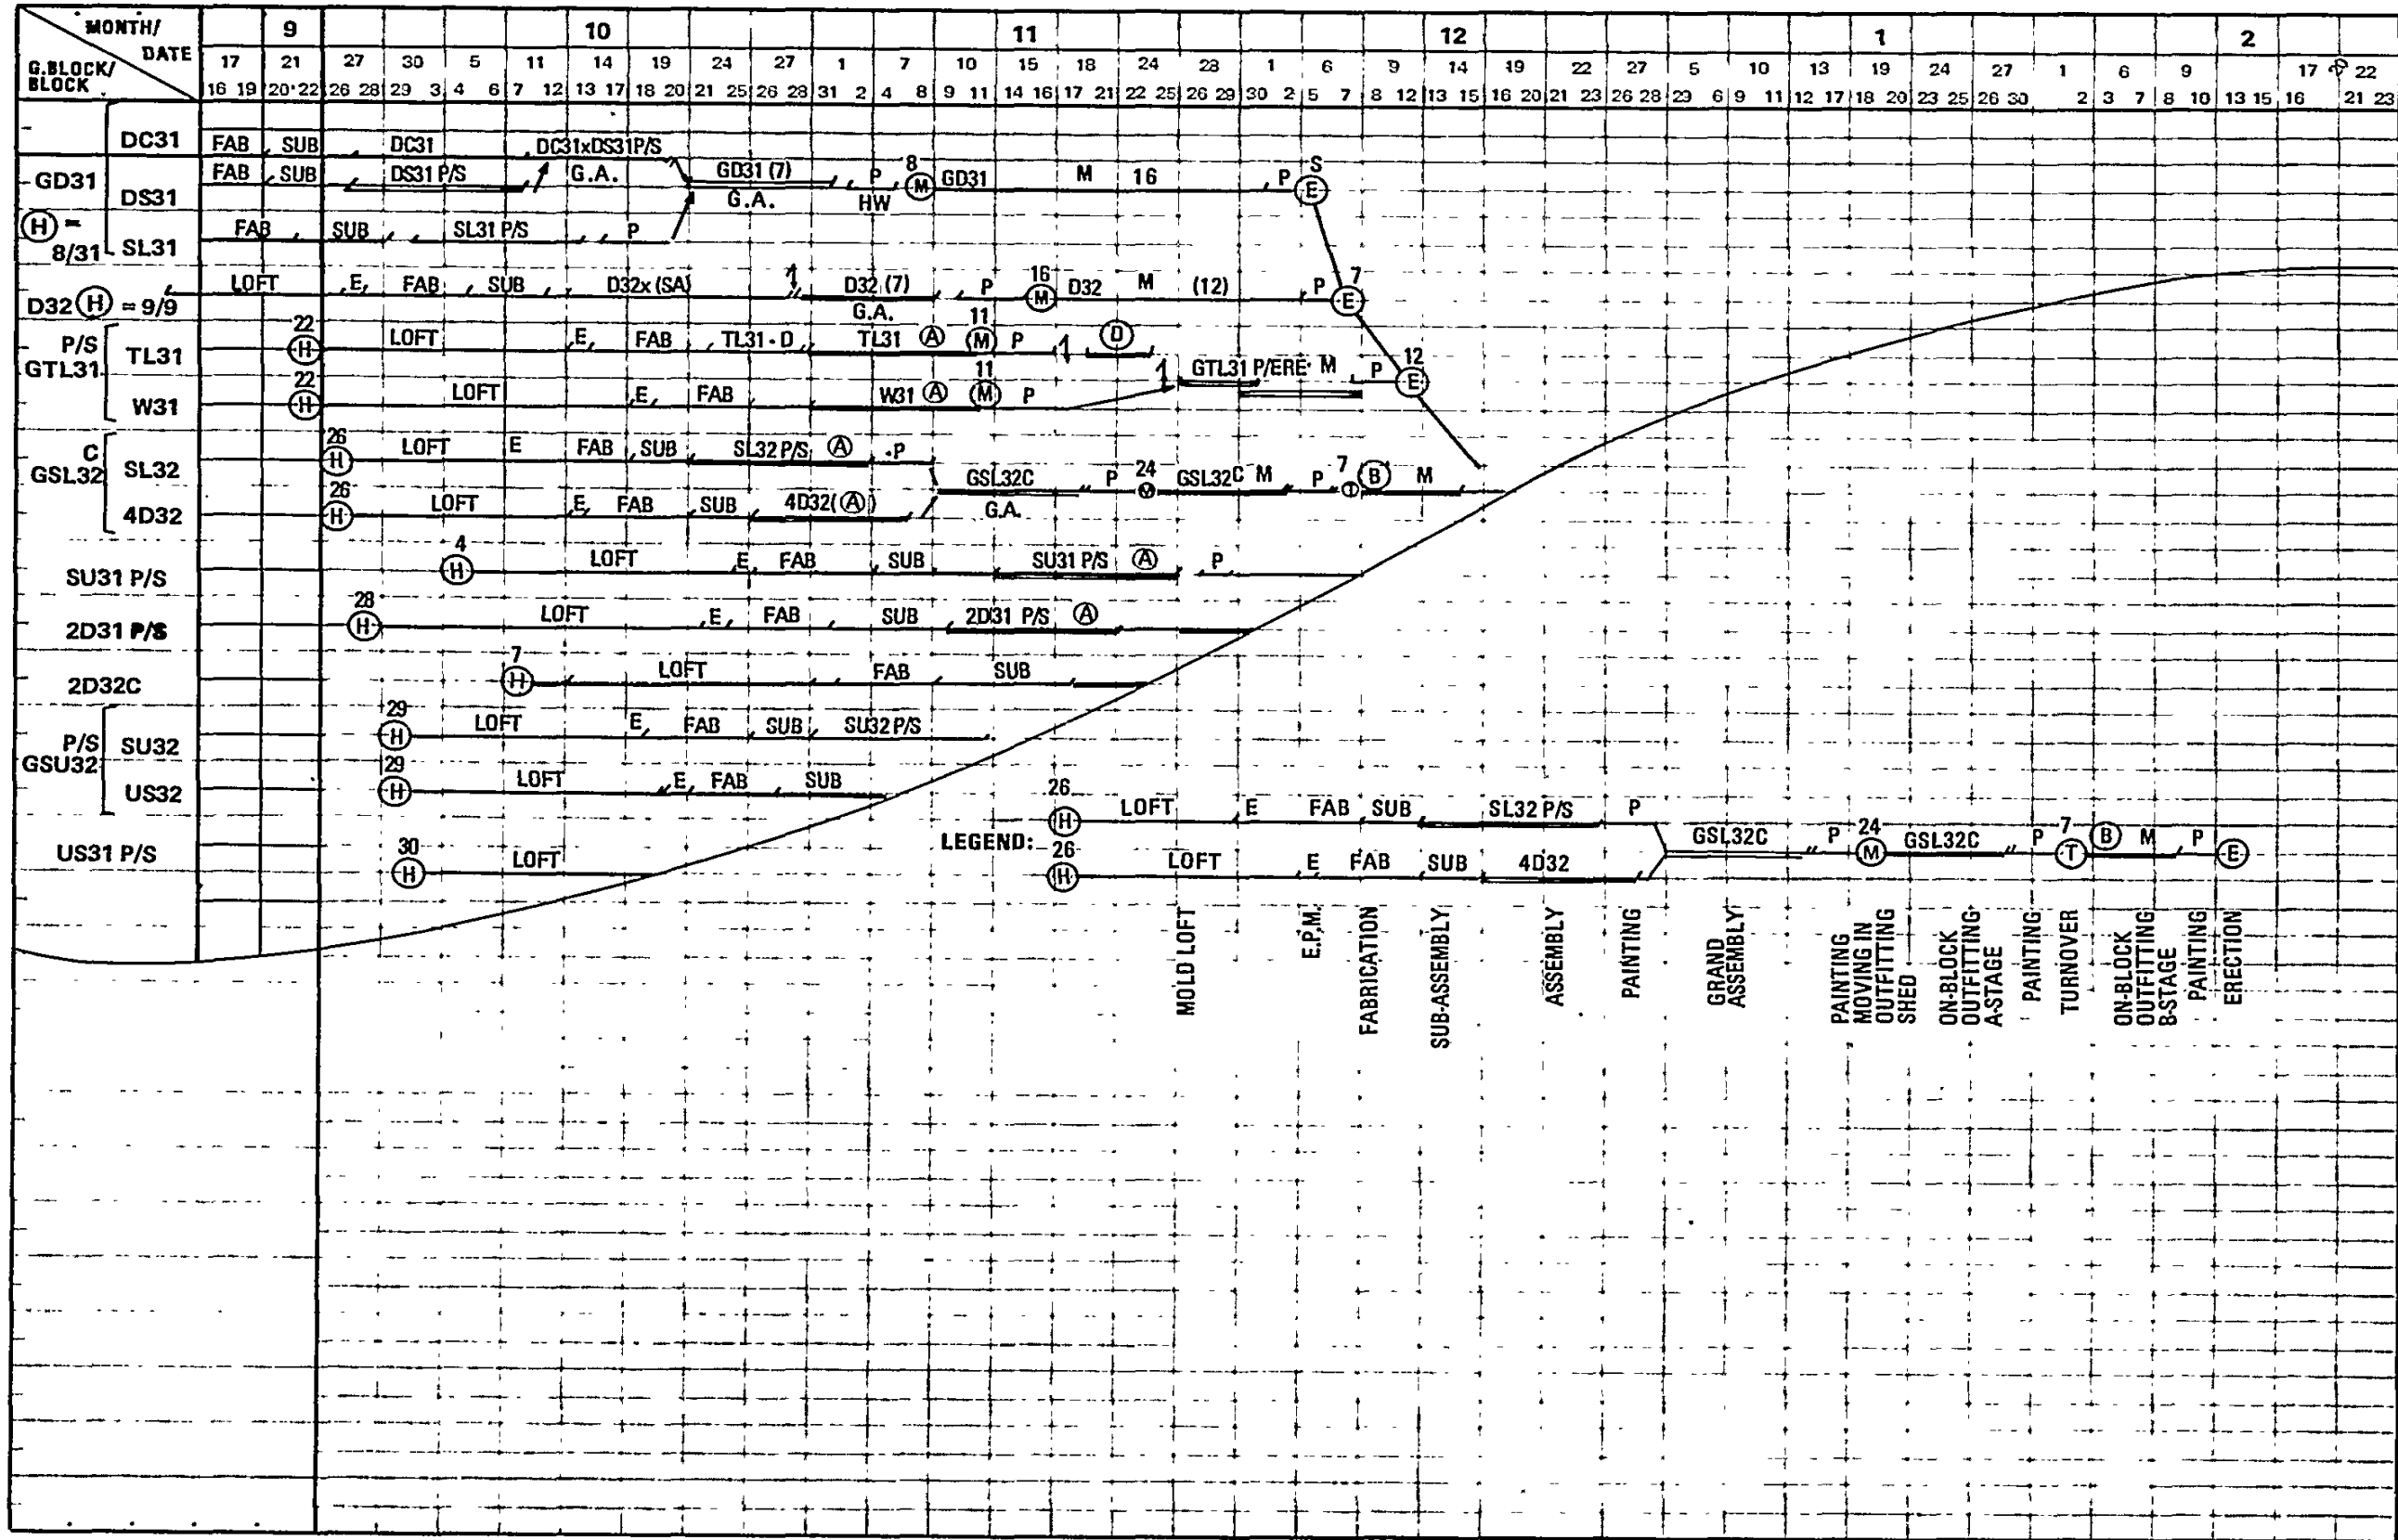 MONTH/ DATE
G.BLOCK/ BLOCK
9 10 11 12 1 2
17 21 27 30 5 11 14 19 24 27 1 7 10 15 18 24 28 1 6 9 14 19 22 27 5 10 13 19 24 27 1 6 9 17 22
16 19 20 22 26 28 29 3 4 6 7 12 13 17 18 20 21 25 26 28 31 2 4 8 9 11 14 16 17 21 22 25 26 29 30 2 5 7 8 12 13 15 16 20 21 23 26 28 29 6 9 11 12 17 18 20 23 25 26 30 2 3 7 8 10 13 15 16 21 23
DC31 FAB SUB DC31 DC31xDS31P/S
GD31 DS31 FAB SUB DS31 P/S G.A. GD31 (7) P 8 M GD31 M 16 P S E
G.A. HW
H = 8/31 SL31 FAB SUB SL31 P/S P
D32 H = 9/9 LOFT E FAB SUB D32x (SA) D32 (7) P 16 M D32 M (12) P 7 E
G.A.
P/S GTL31 TL31 22 H LOFT E FAB TL31-D TL31 A 11 M P D
GTL31 P/ERE M P 12 E
W31 22 H LOFT E FAB W31 A 11 M P
C GSL32 SL32 26 H LOFT E FAB SUB SL32 P/S A P
GSL32C P 24 M GSL32C M P 7 T B M
G.A.
4D32 26 H LOFT E FAB SUB 4D32(A)
SU31 P/S 4 H LOFT E FAB SUB SU31 P/S A P
2D31 P/S 28 H LOFT E FAB SUB 2D31 P/S A
2D32C 7 H LOFT FAB SUB
P/S GSU32 SU32 29 H LOFT E FAB SUB SU32 P/S
US32 29 H LOFT E FAB SUB
US31 P/S 30 H LOFT
LEGEND:
26 H LOFT E FAB SUB SL32 P/S P
GSL32C P 24 M GSL32C P 7 T B M P E
26 H LOFT E FAB SUB 4D32
MOLD LOFT
E.P.M.
FABRICATION
SUB-ASSEMBLY
ASSEMBLY
PAINTING
GRAND ASSEMBLY
PAINTING
MOVING IN OUTFITTING SHED
ON-BLOCK OUTFITTING A-STAGE
PAINTING
TURNOVER
ON-BLOCK OUTFITTING B-STAGE
PAINTING
ERECTION